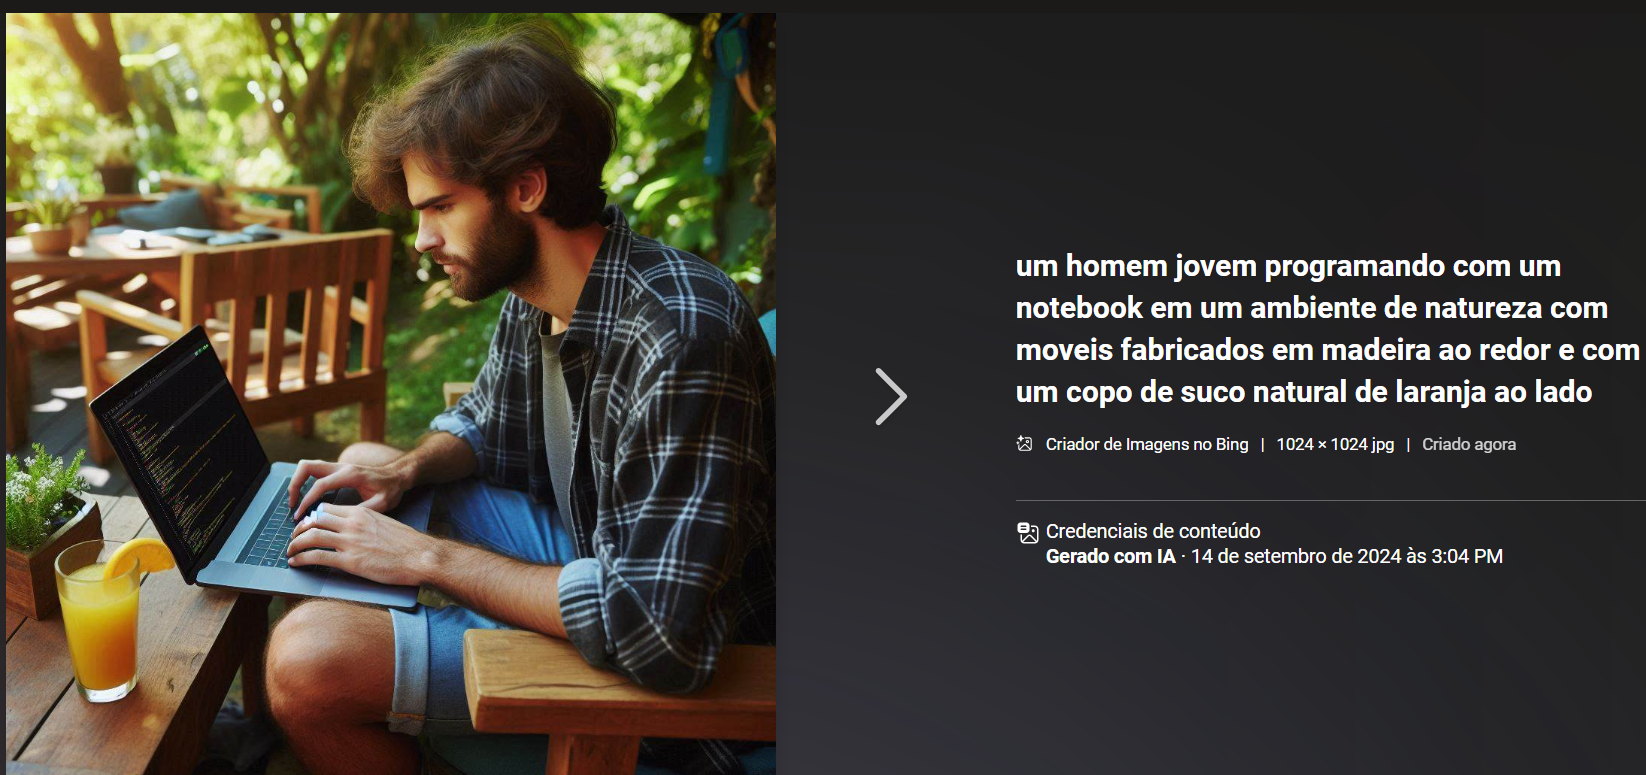 um homem jovem programando com um
notebook em um ambiente de natureza com
moveis fabricados em madeira ao redor e com
um copo de suco natural de laranja ao lado
Criador de Imagens no Bing | 1024 × 1024 jpg | Criado agora
Credenciais de conteúdo
Gerado com IA · 14 de setembro de 2024 às 3:04 PM